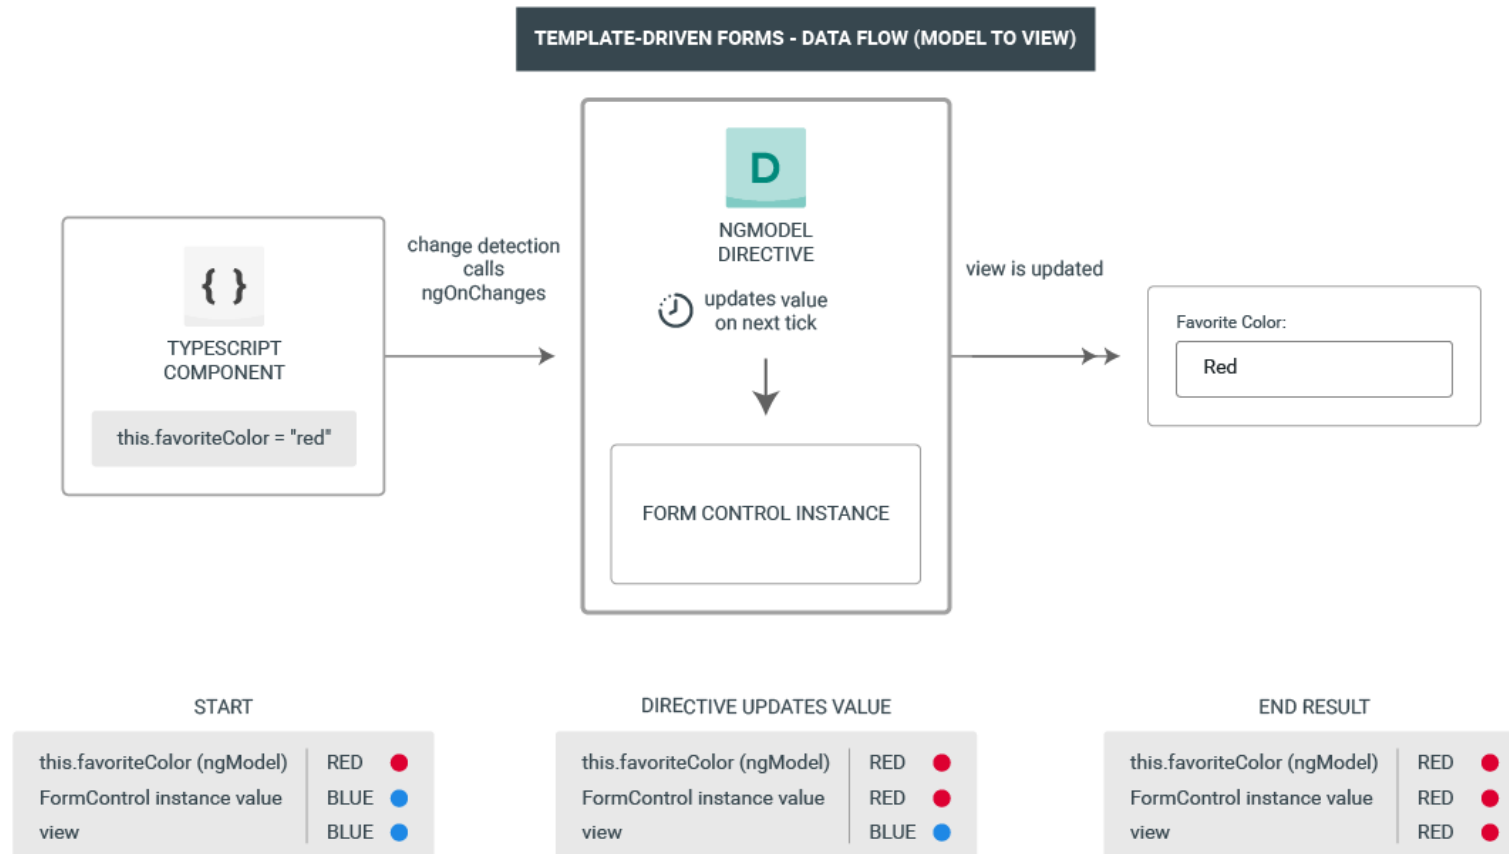 TEMPLATE-DRIVEN FORMS - DATA FLOW (MODEL TO VIEW)
{ }
TYPESCRIPT
COMPONENT
this.favoriteColor = "red"
change detection
calls
ngOnChanges
D
NGMODEL
DIRECTIVE
updates value
on next tick
FORM CONTROL INSTANCE
view is updated
Favorite Color:
Red
START
this.favoriteColor (ngModel) RED
FormControl instance value BLUE
view BLUE
DIRECTIVE UPDATES VALUE
this.favoriteColor (ngModel) RED
FormControl instance value RED
view BLUE
END RESULT
this.favoriteColor (ngModel) RED
FormControl instance value RED
view RED